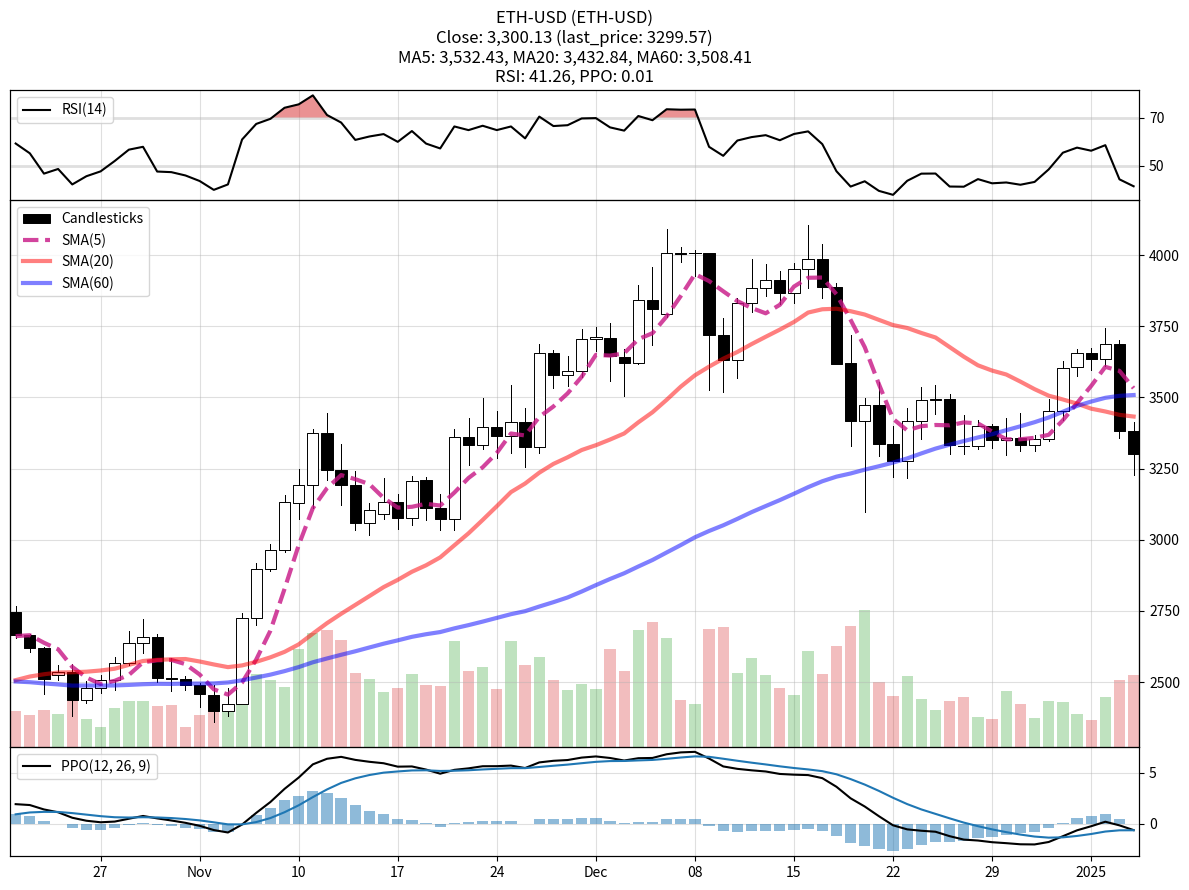 ETH-USD (ETH-USD)
Close: 3,300.13 (last_price: 3299.57)
MA5: 3,532.43, MA20: 3,432.84, MA60: 3,508.41
RSI: 41.26, PPO: 0.01
RSI(14)
70
50
Candlesticks
SMA(5)
SMA(20)
SMA(60)
4000
3750
3500
3250
3000
2750
2500
PPO(12, 26, 9)
5
0
27 Nov 10 17 24 Dec 08 15 22 29 2025